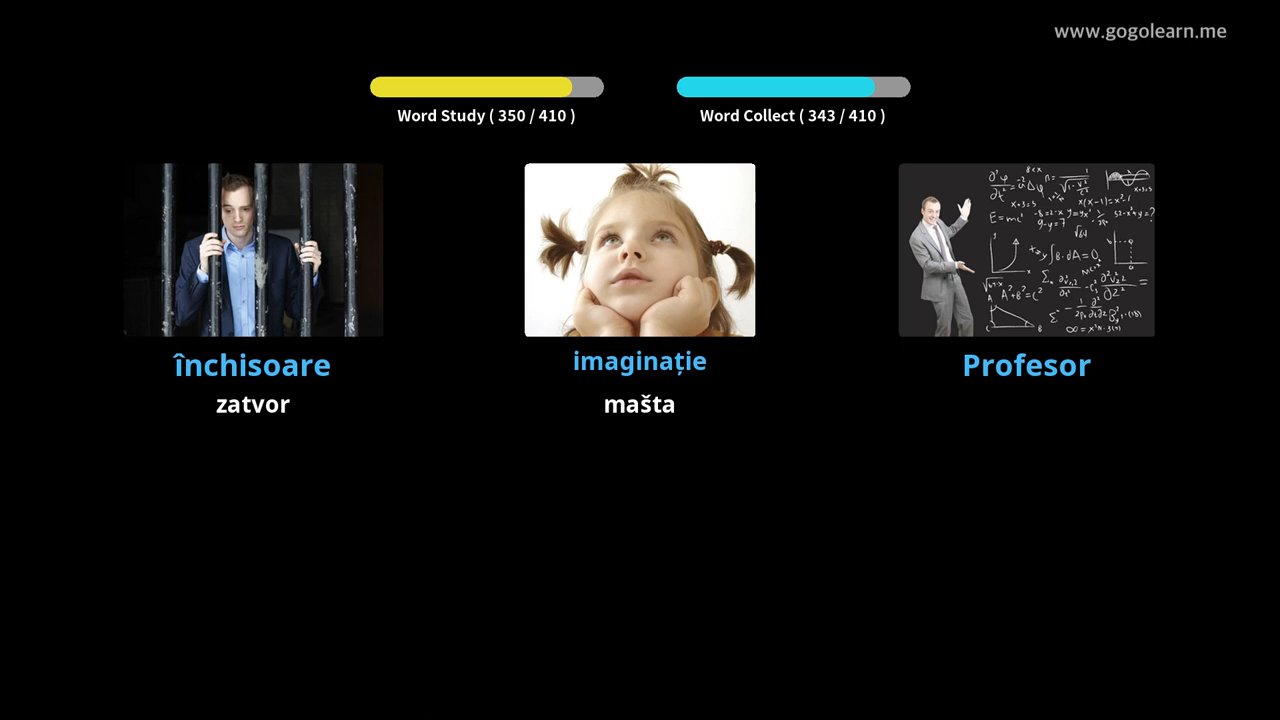 www.gogolearn.me
Word Study ( 350 / 410 )
Word Collect ( 343 / 410 )
închisoare
imaginație
Profesor
zatvor
mašta